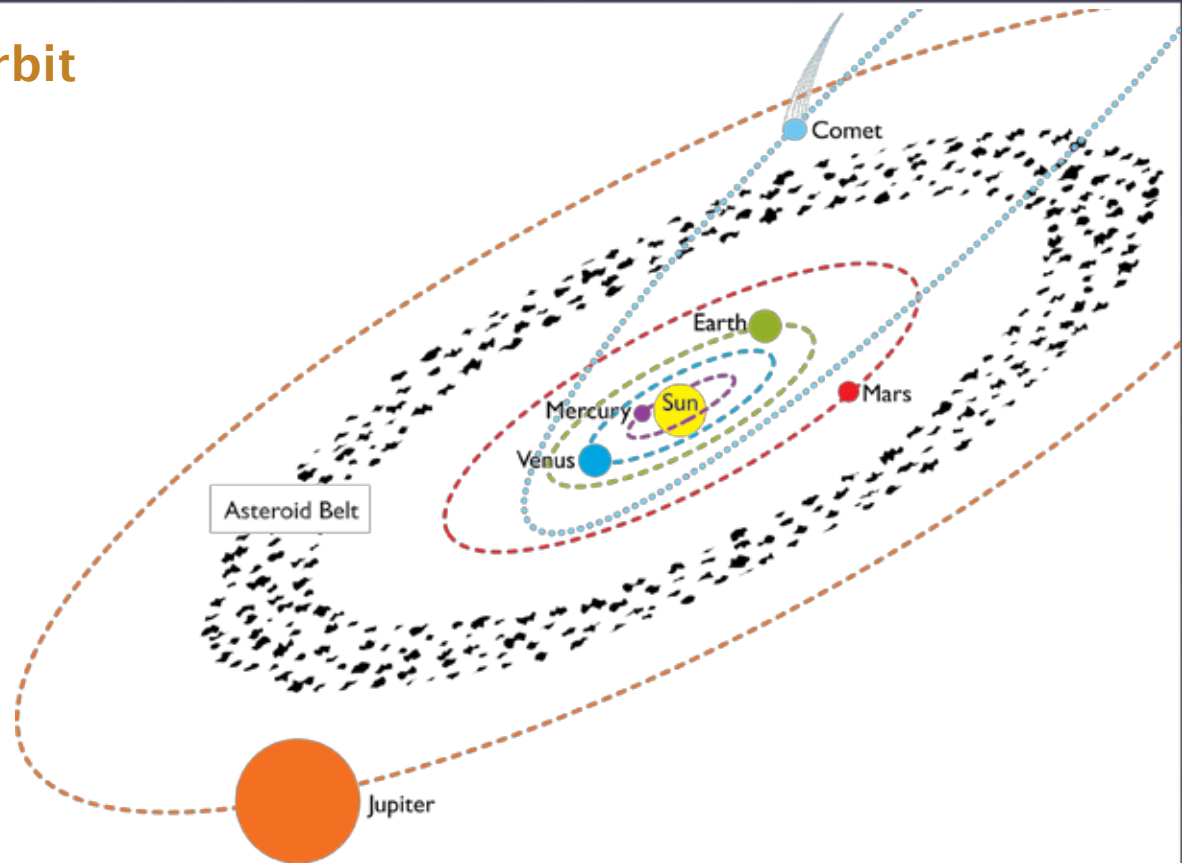 rbit
Comet
Earth
Mars
Sun
Mercury
Venus
Asteroid Belt
Jupiter